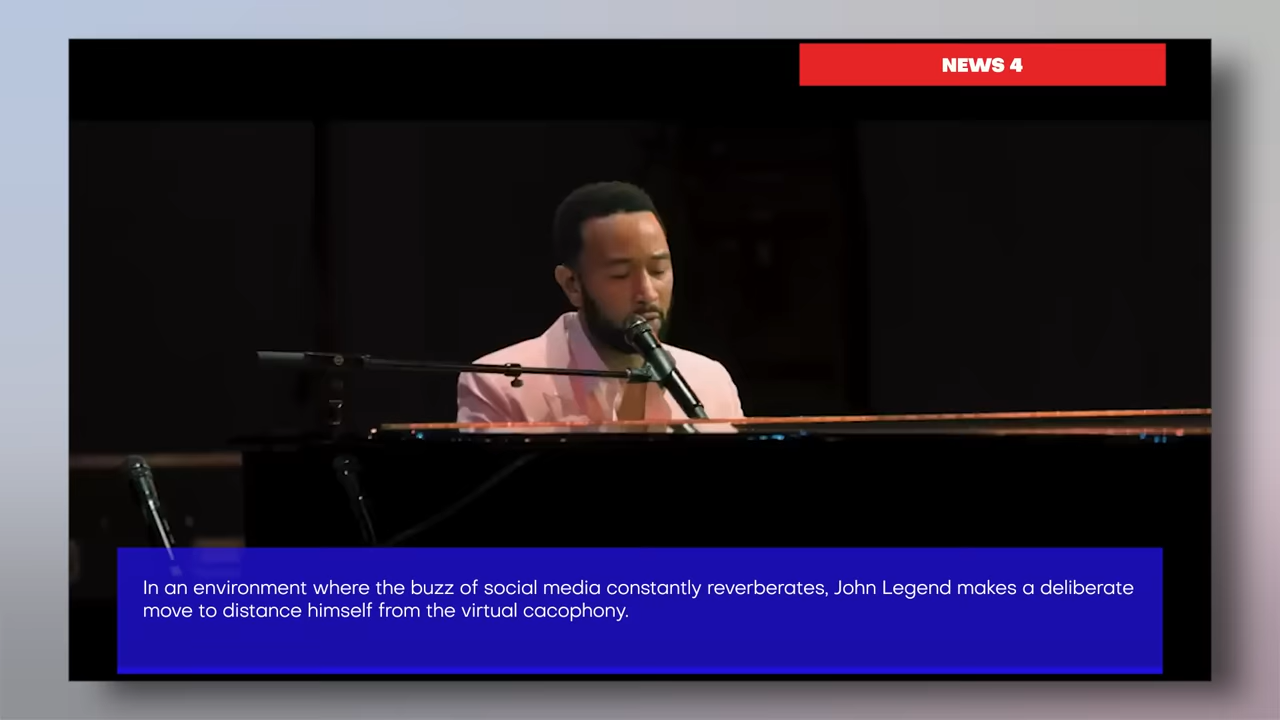 NEWS 4
In an environment where the buzz of social media constantly reverberates, John Legend makes a deliberate
move to distance himself from the virtual cacophony.